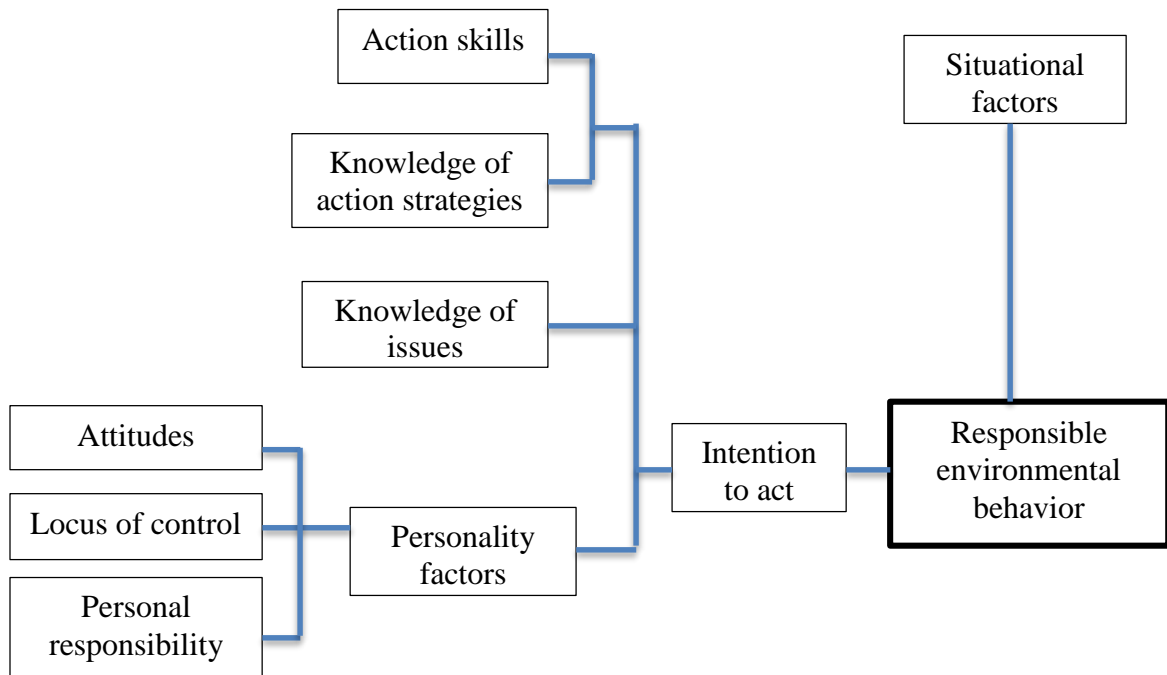 Action skills
Situational
factors
Knowledge of
action strategies
Knowledge of
issues
Attitudes
Locus of control
Personal
responsibility
Personality
factors
Intention
to act
Responsible
environmental
behavior